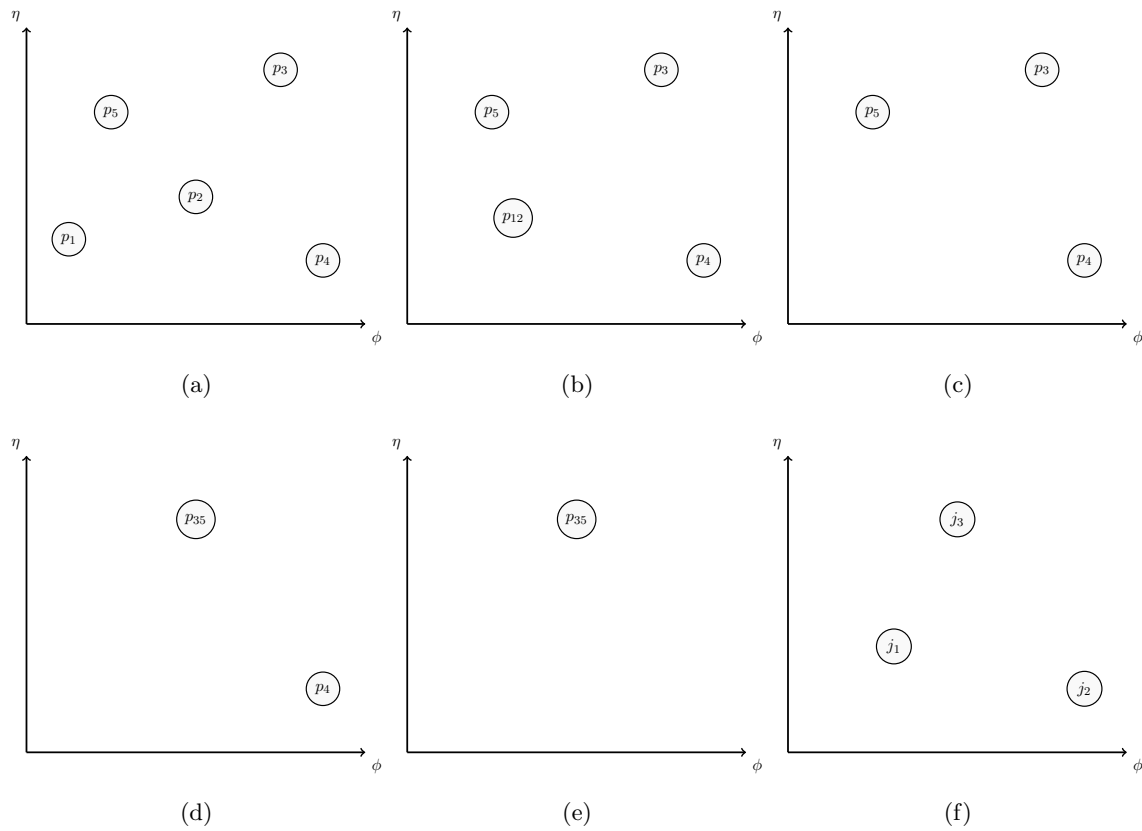 η
p₃
p₅
p₂
p₁
p₄
ϕ
(a)
η
p₃
p₅
p₁₂
p₄
ϕ
(b)
η
p₃
p₅
p₄
ϕ
(c)
η
p₃₅
p₄
ϕ
(d)
η
p₃₅
ϕ
(e)
η
j₃
j₁
j₂
ϕ
(f)